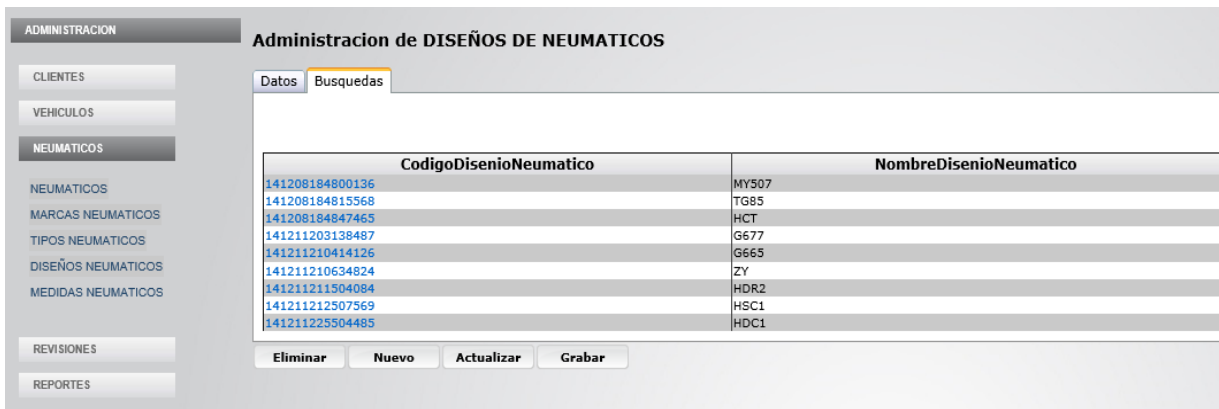 ADMINISTRACION
CLIENTES
VEHICULOS
NEUMATICOS
NEUMATICOS
MARCAS NEUMATICOS
TIPOS NEUMATICOS
DISEÑOS NEUMATICOS
MEDIDAS NEUMATICOS
REVISIONES
REPORTES
Administracion de DISEÑOS DE NEUMATICOS
Datos Busquedas
CodigoDisenioNeumatico NombreDisenioNeumatico
141208184800136 MY507
141208184815568 TG85
141208184847465 HCT
141211203138487 G677
141211210414126 G665
141211210634824 ZY
141211211504084 HDR2
141211212507569 HSC1
141211225504485 HDC1
Eliminar Nuevo Actualizar Grabar